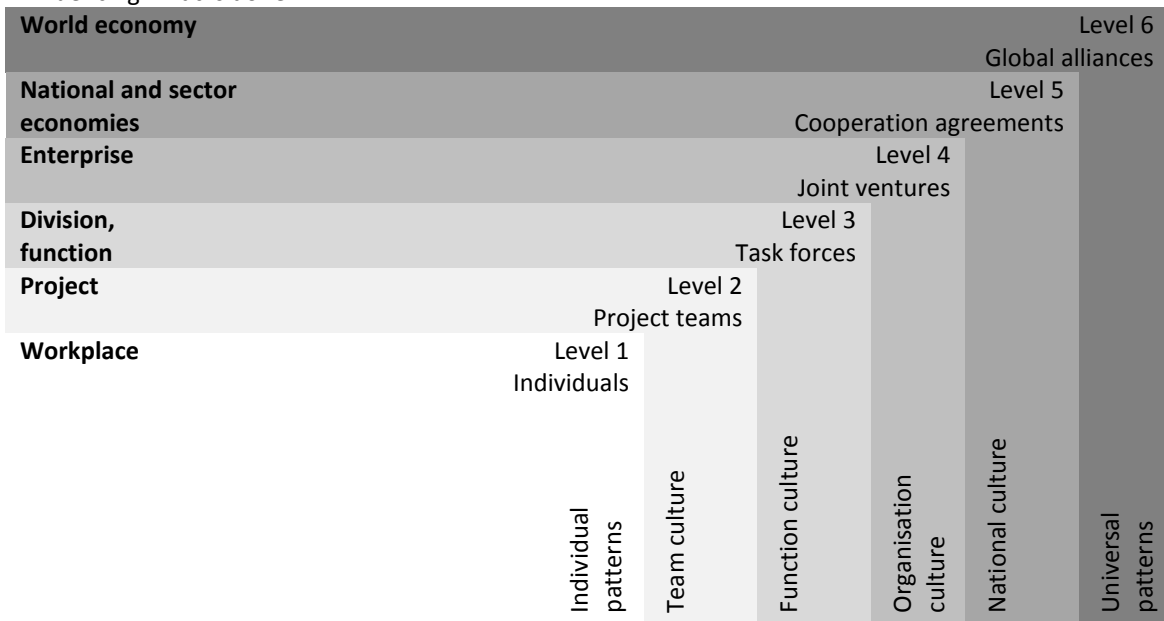 World economy
Level 6
Global alliances
National and sector
economies
Level 5
Cooperation agreements
Enterprise
Level 4
Joint ventures
Division,
function
Level 3
Task forces
Project
Level 2
Project teams
Workplace
Level 1
Individuals
Individual
patterns
Team culture
Function culture
Organisation
culture
National culture
Universal
patterns